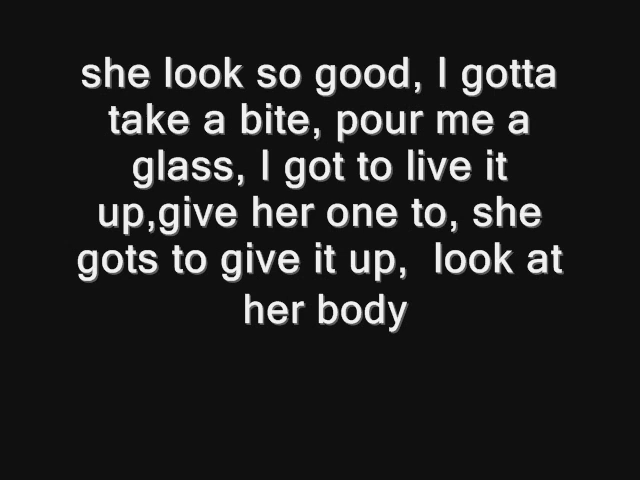 she look so good, I gotta
take a bite, pour me a
glass, I got to live it
up,give her one to, she
gots to give it up,  look at
her body